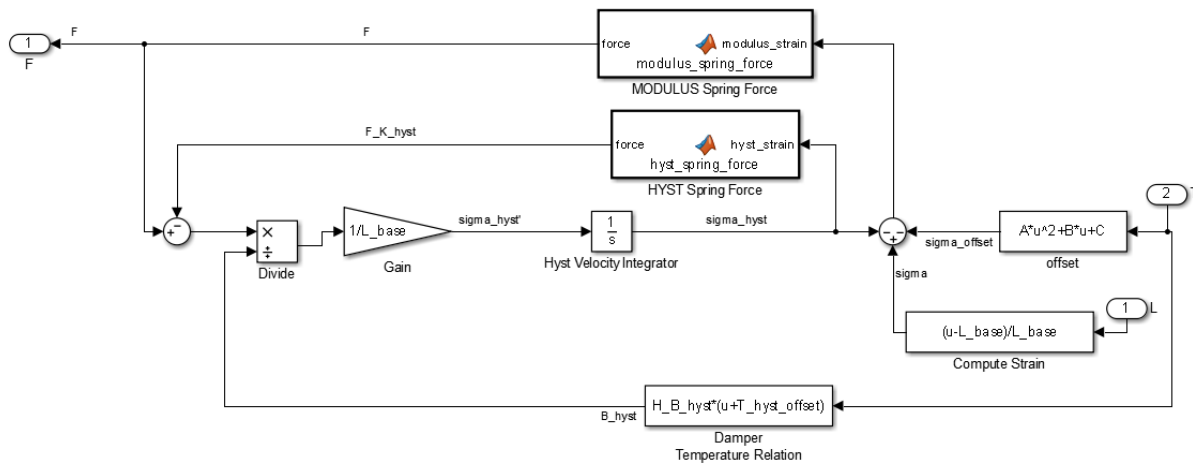 1
F
F
F
force
modulus_strain
modulus_spring_force
MODULUS Spring Force
F_K_hyst
force
hyst_strain
hyst_spring_force
HYST Spring Force
2
+
−
×
÷
Divide
1/L_base
Gain
sigma_hyst'
1
s
Hyst Velocity Integrator
sigma_hyst
-
-
+
sigma_offset
A*u^2+B*u+C
offset
sigma
1
L
(u-L_base)/L_base
Compute Strain
B_hyst
H_B_hyst*(u+T_hyst_offset)
Damper
Temperature Relation